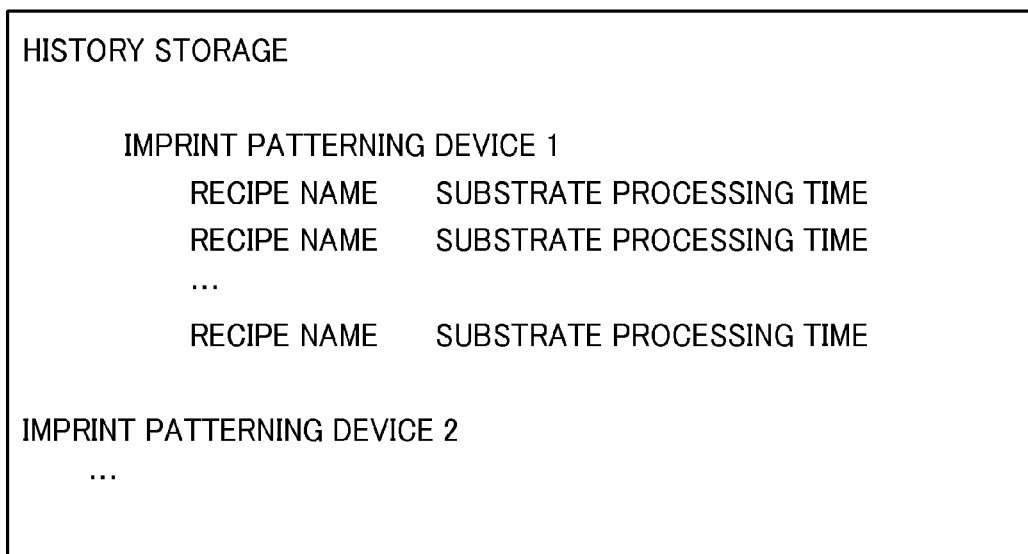 HISTORY STORAGE
IMPRINT PATTERNING DEVICE 1
RECIPE NAME SUBSTRATE PROCESSING TIME
RECIPE NAME SUBSTRATE PROCESSING TIME
...
RECIPE NAME SUBSTRATE PROCESSING TIME
IMPRINT PATTERNING DEVICE 2
...